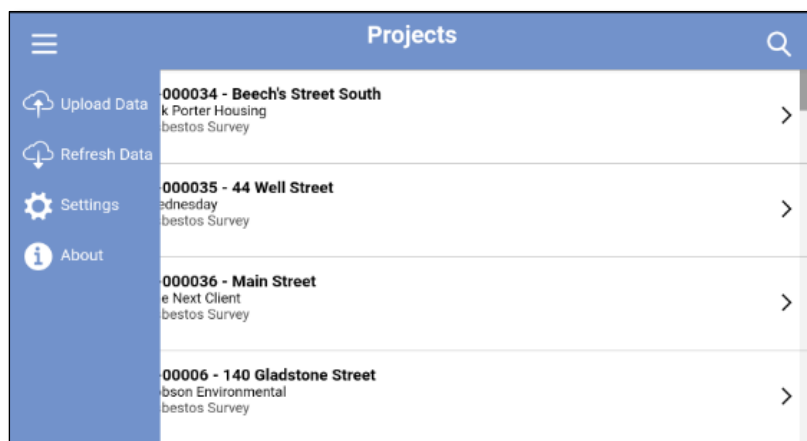 Projects
Upload Data
Refresh Data
Settings
About
-000034 - Beech's Street South
k Porter Housing
bestos Survey
-000035 - 44 Well Street
ednesday
bestos Survey
-000036 - Main Street
e Next Client
bestos Survey
-00006 - 140 Gladstone Street
bson Environmental
bestos Survey